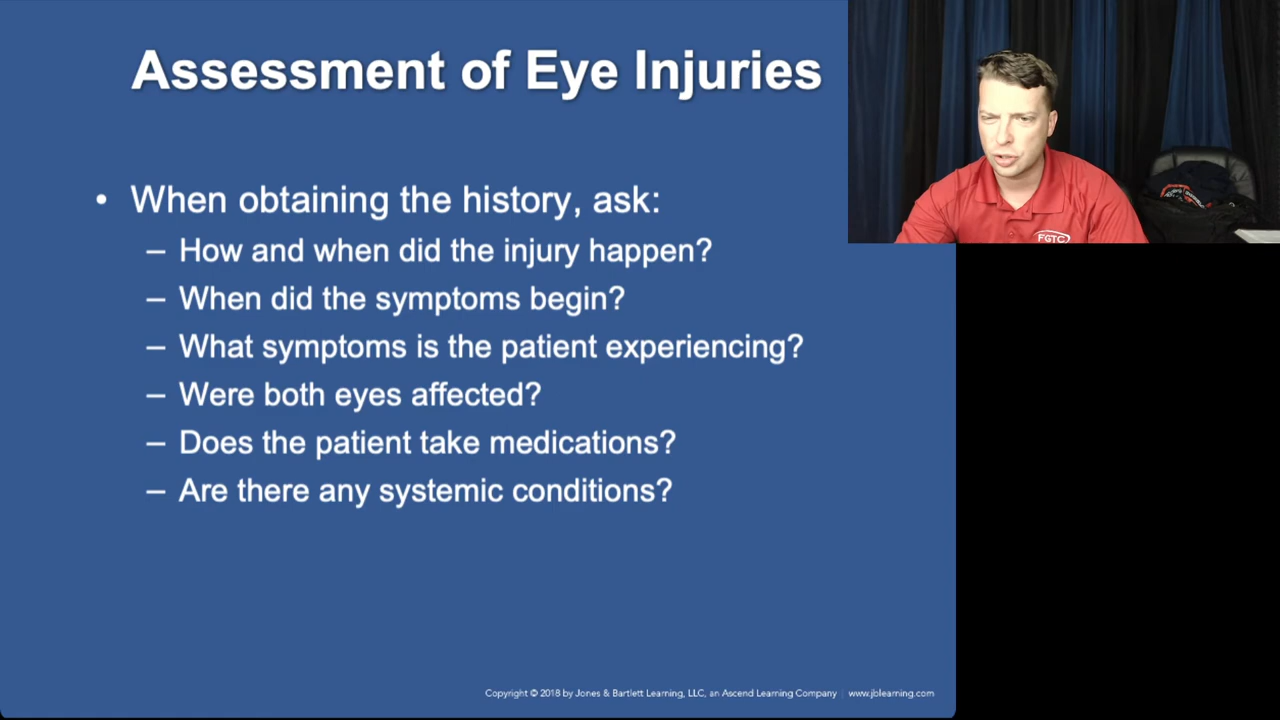 Assessment of Eye Injuries
• When obtaining the history, ask:
– How and when did the injury happen?
– When did the symptoms begin?
– What symptoms is the patient experiencing?
– Were both eyes affected?
– Does the patient take medications?
– Are there any systemic conditions?
FGTC
Copyright © 2018 by Jones & Bartlett Learning, LLC, an Ascend Learning Company | www.jblearning.com